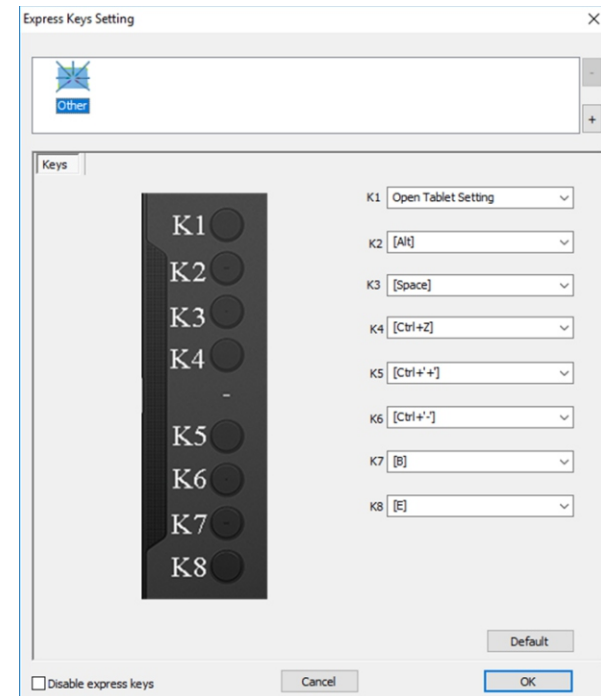 Express Keys Setting
Other
-
+
Keys
K1
K2
K3
K4
-
K5
K6
K7
K8
K1 Open Tablet Setting
K2 [Alt]
K3 [Space]
K4 [Ctrl+Z]
K5 [Ctrl+'+']
K6 [Ctrl+'-']
K7 [B]
K8 [E]
Default
Disable express keys Cancel OK